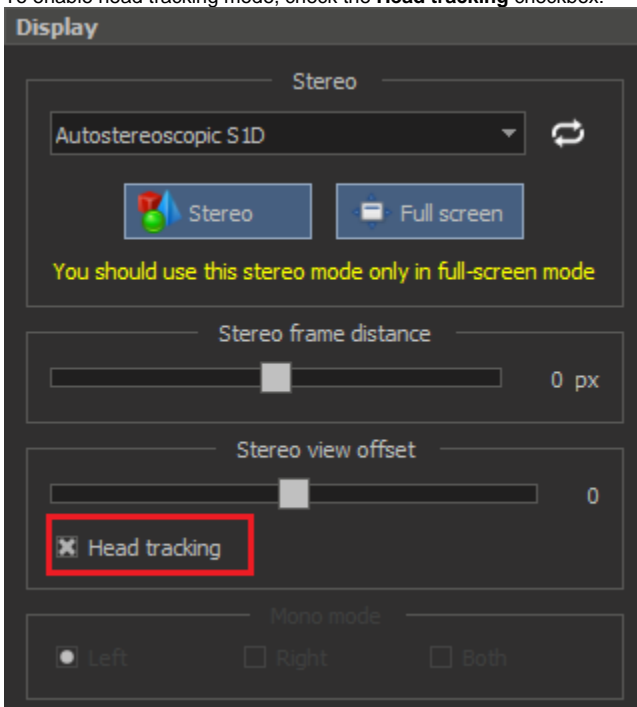 To enable head tracking mode, check the Head tracking checkbox.
Display
Stereo
Autostereoscopic S1D
Stereo Full screen
You should use this stereo mode only in full-screen mode
Stereo frame distance
0 px
Stereo view offset
0
Head tracking
Mono mode
Left Right Both